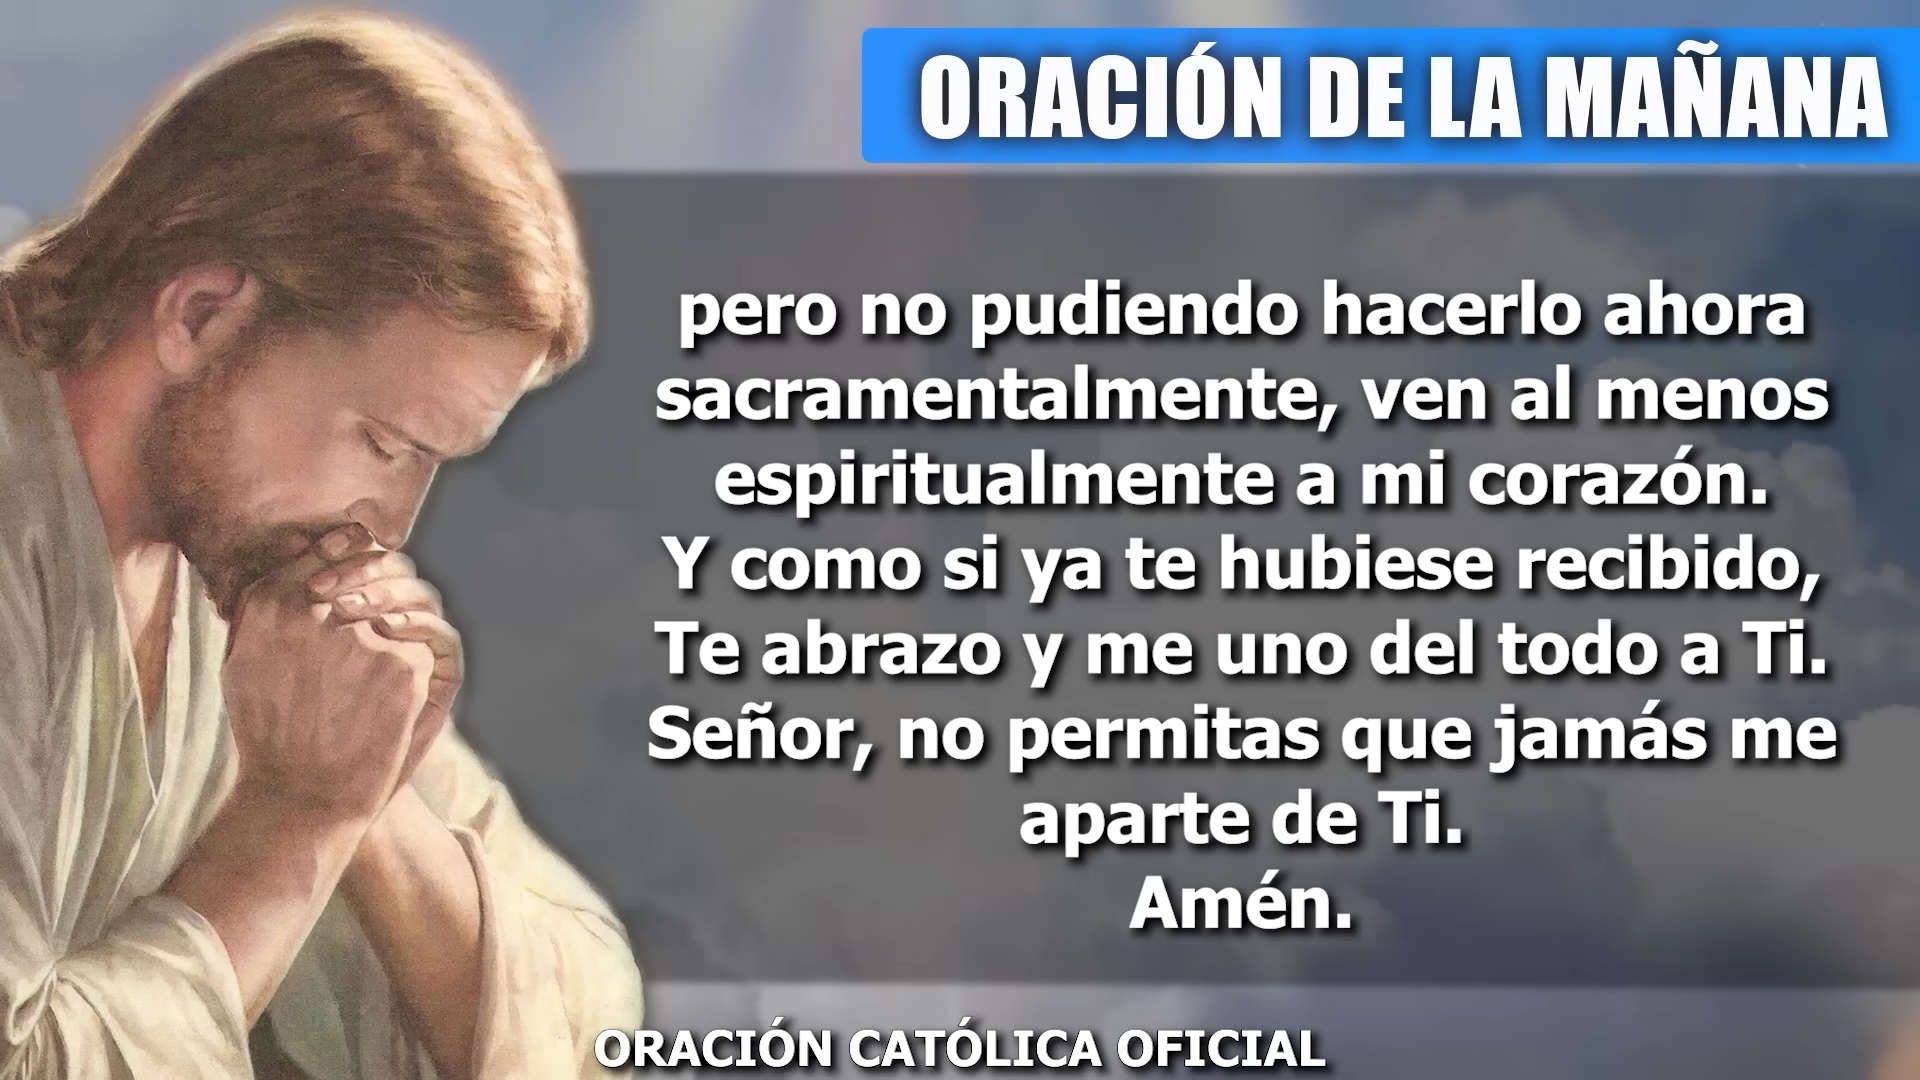 ORACIÓN DE LA MAÑANA
pero no pudiendo hacerlo ahora
sacramentalmente, ven al menos
espiritualmente a mi corazón.
Y como si ya te hubiese recibido,
Te abrazo y me uno del todo a Ti.
Señor, no permitas que jamás me
aparte de Ti.
Amén.
ORACIÓN CATÓLICA OFICIAL